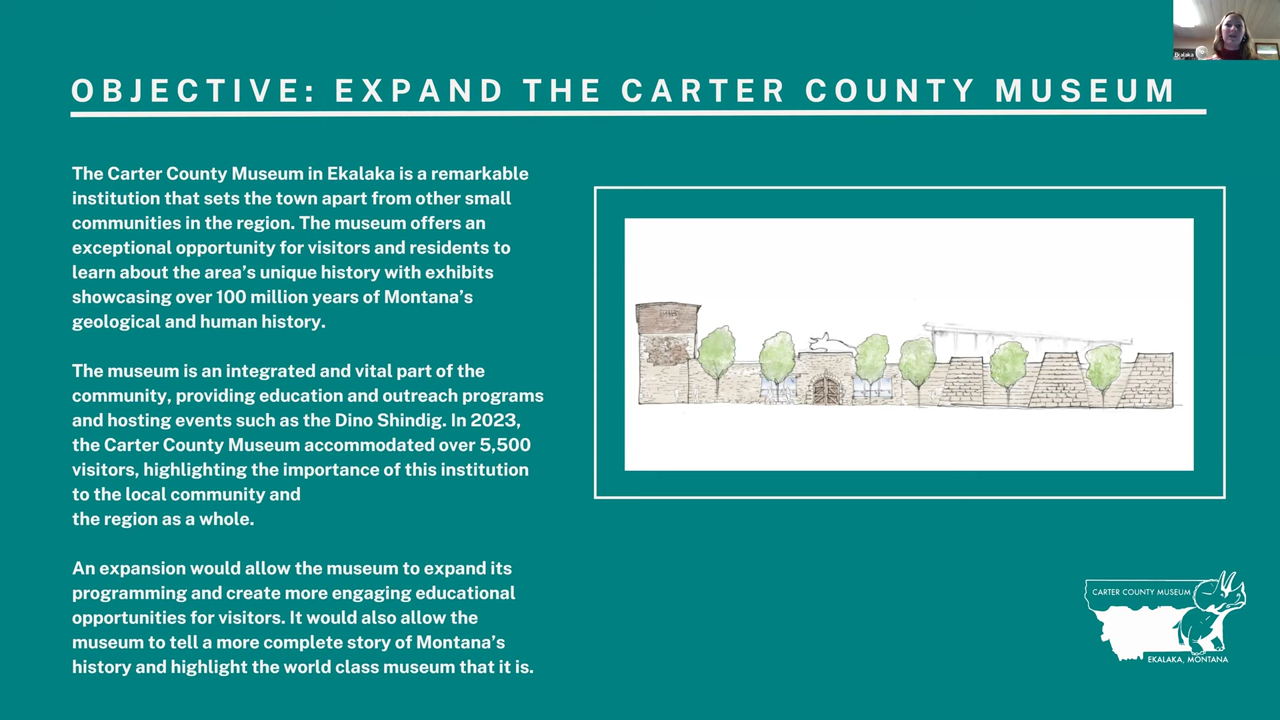 Ekalaka
OBJECTIVE: EXPAND THE CARTER COUNTY MUSEUM
The Carter County Museum in Ekalaka is a remarkable
institution that sets the town apart from other small
communities in the region. The museum offers an
exceptional opportunity for visitors and residents to
learn about the area’s unique history with exhibits
showcasing over 100 million years of Montana’s
geological and human history.
The museum is an integrated and vital part of the
community, providing education and outreach programs
and hosting events such as the Dino Shindig. In 2023,
the Carter County Museum accommodated over 5,500
visitors, highlighting the importance of this institution
to the local community and
the region as a whole.
An expansion would allow the museum to expand its
programming and create more engaging educational
opportunities for visitors. It would also allow the
museum to tell a more complete story of Montana’s
history and highlight the world class museum that it is.
CARTER COUNTY MUSEUM
EKALAKA, MONTANA